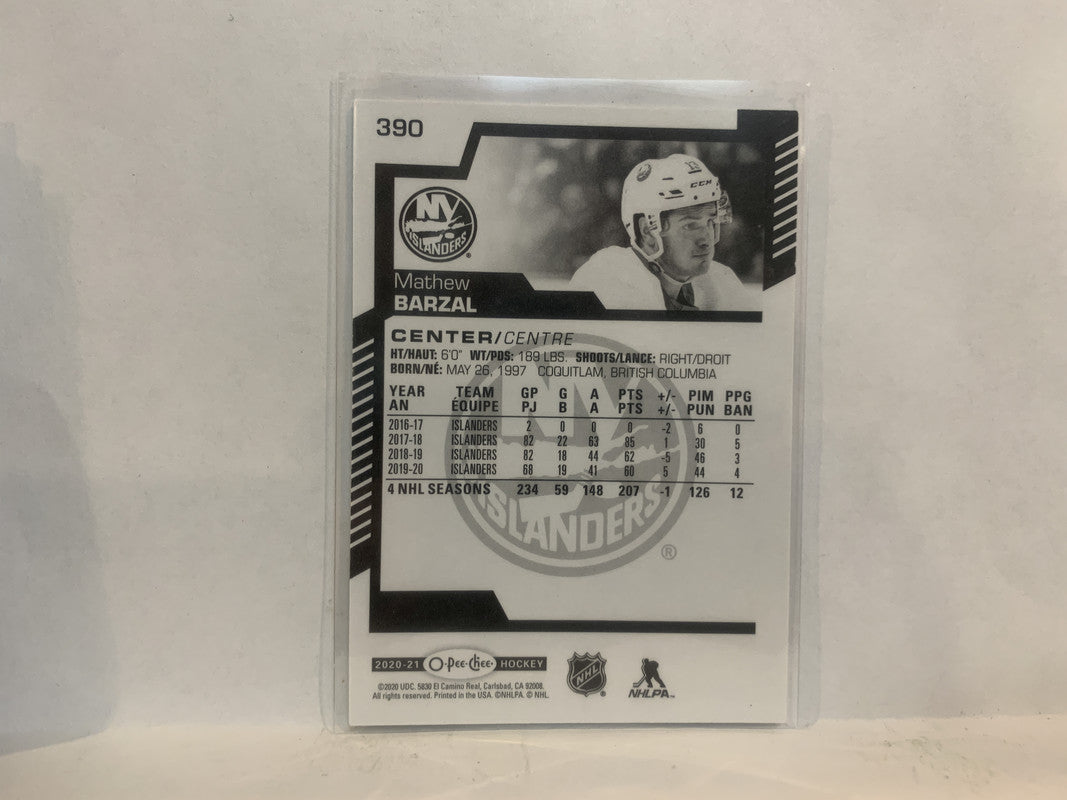 390
13
CCM
NY
ISLANDERS®
Mathew
BARZAL
CENTER/CENTRE
HT/HAUT: 6'0" WT/PDS: 189 LBS. SHOOTS/LANCE: RIGHT/DROIT
BORN/NÉ: MAY 26, 1997 COQUITLAM, BRITISH COLUMBIA
YEAR TEAM GP G A PTS +/- PIM PPG
AN ÉQUIPE PJ B A PTS +/- PUN BAN
2016-17 ISLANDERS 2 0 0 0 -2 6 0
2017-18 ISLANDERS 82 22 63 85 1 30 5
2018-19 ISLANDERS 82 18 44 62 -5 46 3
2019-20 ISLANDERS 68 19 41 60 5 44 4
4 NHL SEASONS 234 59 148 207 -1 126 12
NY
ISLANDERS®
2020-21 O-Pee-Chee® HOCKEY
NHL®
NHLPA™
©2020 UDC. 5830 El Camino Real, Carlsbad, CA 92008.
All rights reserved. Printed in the USA. ©NHLPA. © NHL.